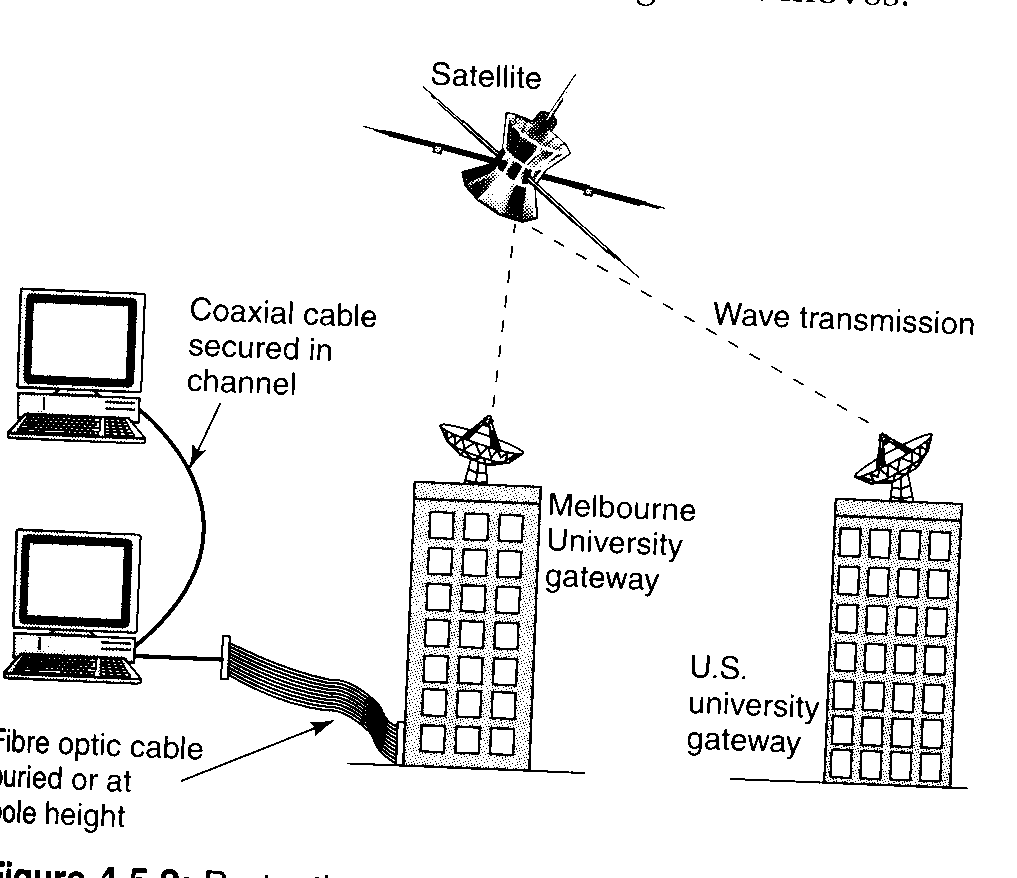 moves.
Satellite
Coaxial cable
secured in
channel
Wave transmission
Melbourne
University
gateway
U.S.
university
gateway
Fibre optic cable
buried or at
pole height